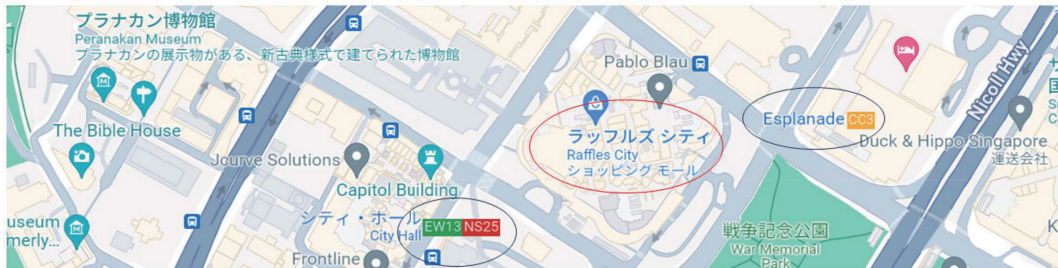 プラナカン博物館
Peranakan Museum
プラナカンの展示物がある、新古典様式で建てられた博物館
The Bible House
Jourve Solutions
Capitol Building
シティ・ホール
City Hall
EW13 NS25
Frontline
useum
merly...
Pablo Blau
ラッフルズ シティ
Raffles City
ショッピング モール
Esplanade CC3
Nicoll Hwy
Duck & Hippo Singapore
運送会社
戦争記念公園
War Memorial
Park